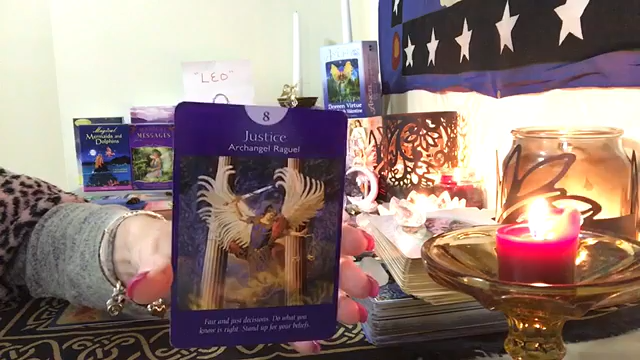 "LEO"
Doreen Virtue
Valentine
Magical
Mermaids and
Dolphins
MESSAGES
8
Justice
Archangel Raguel
Fair and just decisions. Do what you
know is right. Stand up for your beliefs.